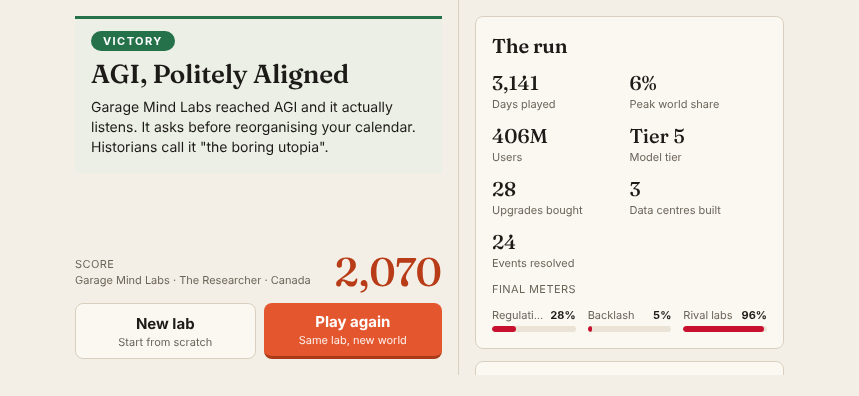 VICTORY
AGI, Politely Aligned
Garage Mind Labs reached AGI and it actually
listens. It asks before reorganising your calendar.
Historians call it "the boring utopia".
SCORE
Garage Mind Labs · The Researcher · Canada
2,070
New lab
Start from scratch
Play again
Same lab, new world
The run
3,141
Days played
6%
Peak world share
406M
Users
Tier 5
Model tier
28
Upgrades bought
3
Data centres built
24
Events resolved
FINAL METERS
Regulati... 28%
Backlash 5%
Rival labs 96%